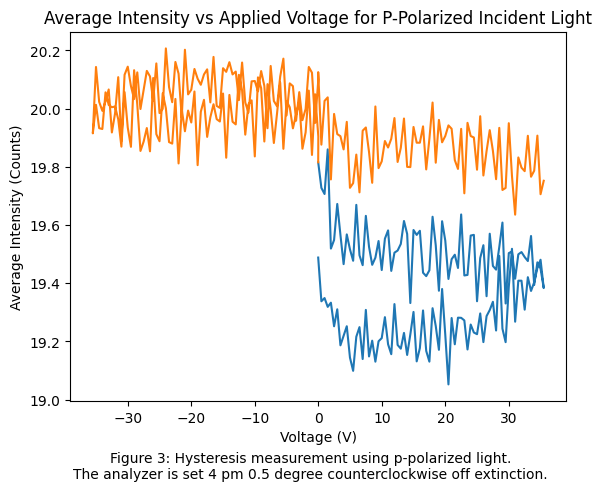 Average Intensity vs Applied Voltage for P-Polarized Incident Light
Average Intensity (Counts)
20.2
20.0
19.8
19.6
19.4
19.2
19.0
−30
−20
−10
0
10
20
30
Voltage (V)
Figure 3: Hysteresis measurement using p-polarized light.
The analyzer is set 4 pm 0.5 degree counterclockwise off extinction.